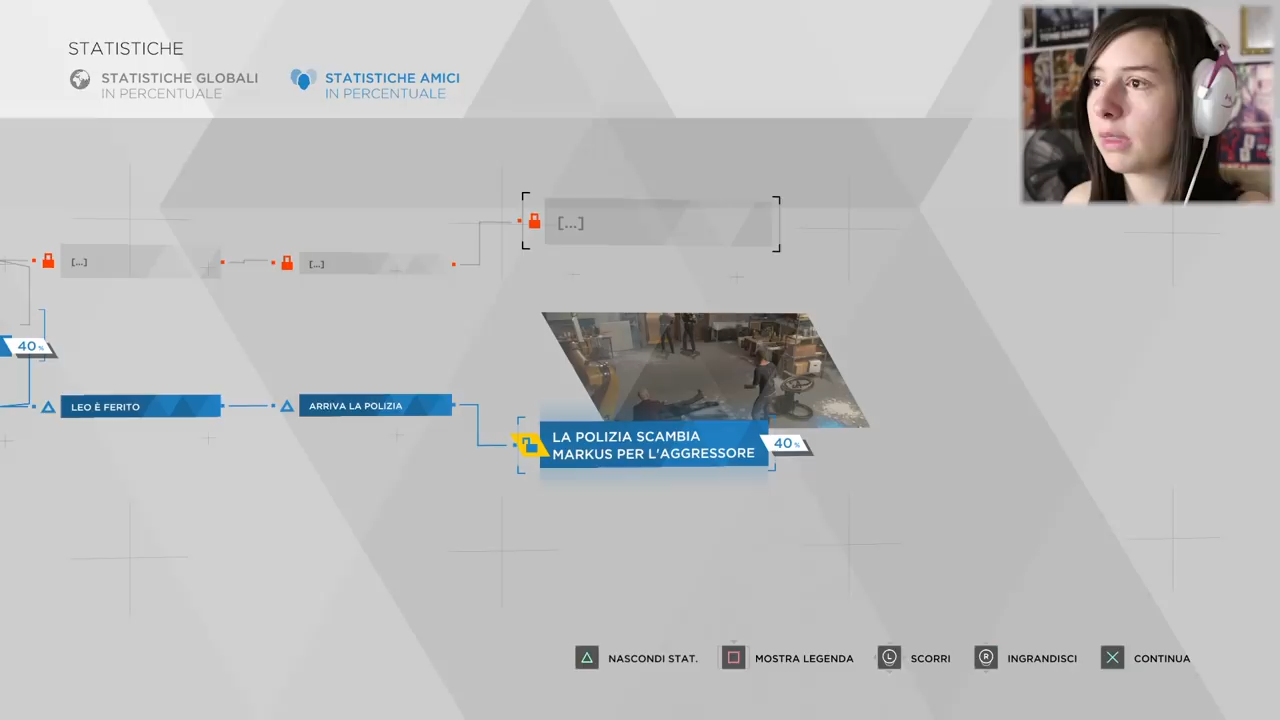 STATISTICHE
STATISTICHE GLOBALI
IN PERCENTUALE
STATISTICHE AMICI
IN PERCENTUALE
[...]
[...]
[...]
40%
LEO È FERITO
ARRIVA LA POLIZIA
LA POLIZIA SCAMBIA
MARKUS PER L'AGGRESSORE
40%
NASCONDI STAT.
MOSTRA LEGENDA
L
SCORRI
R
INGRANDISCI
CONTINUA